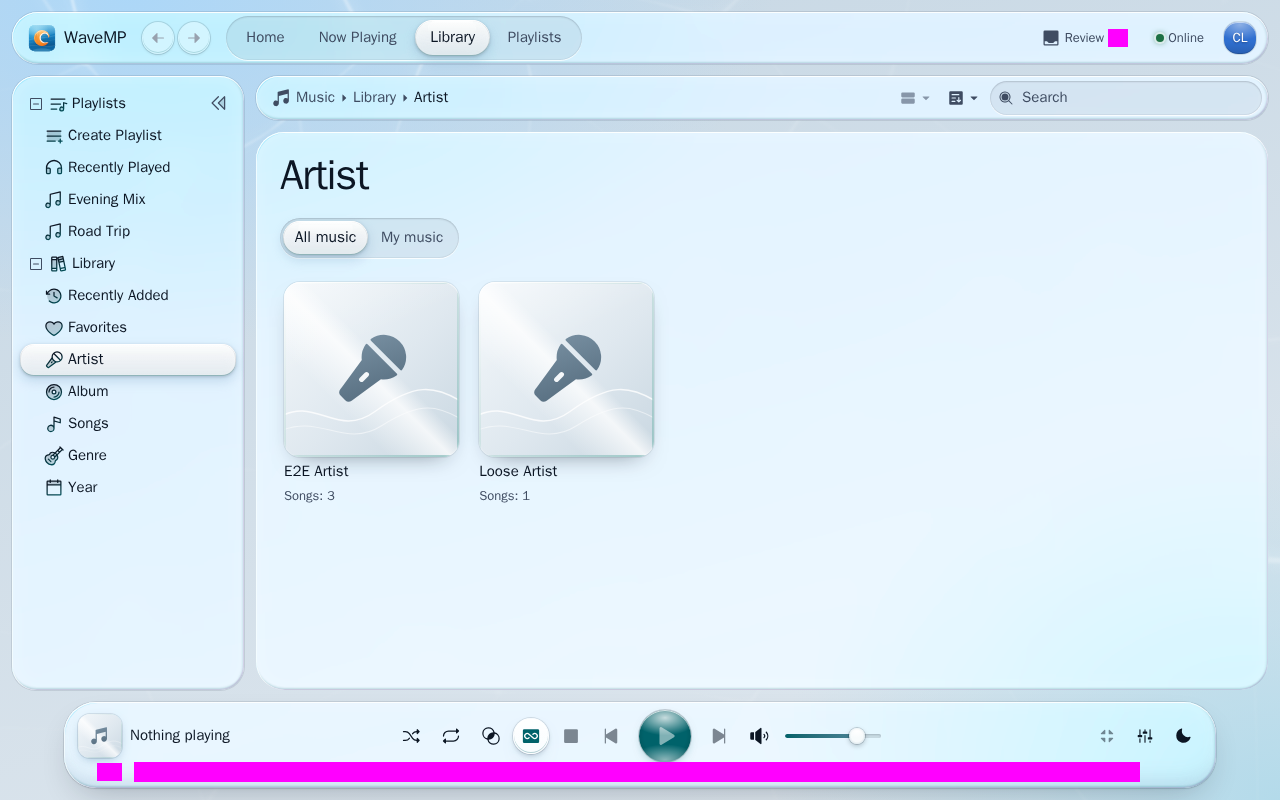 WaveMP
Home
Now Playing
Library
Playlists
Review
Online
CL
Playlists
Create Playlist
Recently Played
Evening Mix
Road Trip
Library
Recently Added
Favorites
Artist
Album
Songs
Genre
Year
Music
Library
Artist
Search
Artist
All music
My music
E2E Artist
Songs: 3
Loose Artist
Songs: 1
Nothing playing